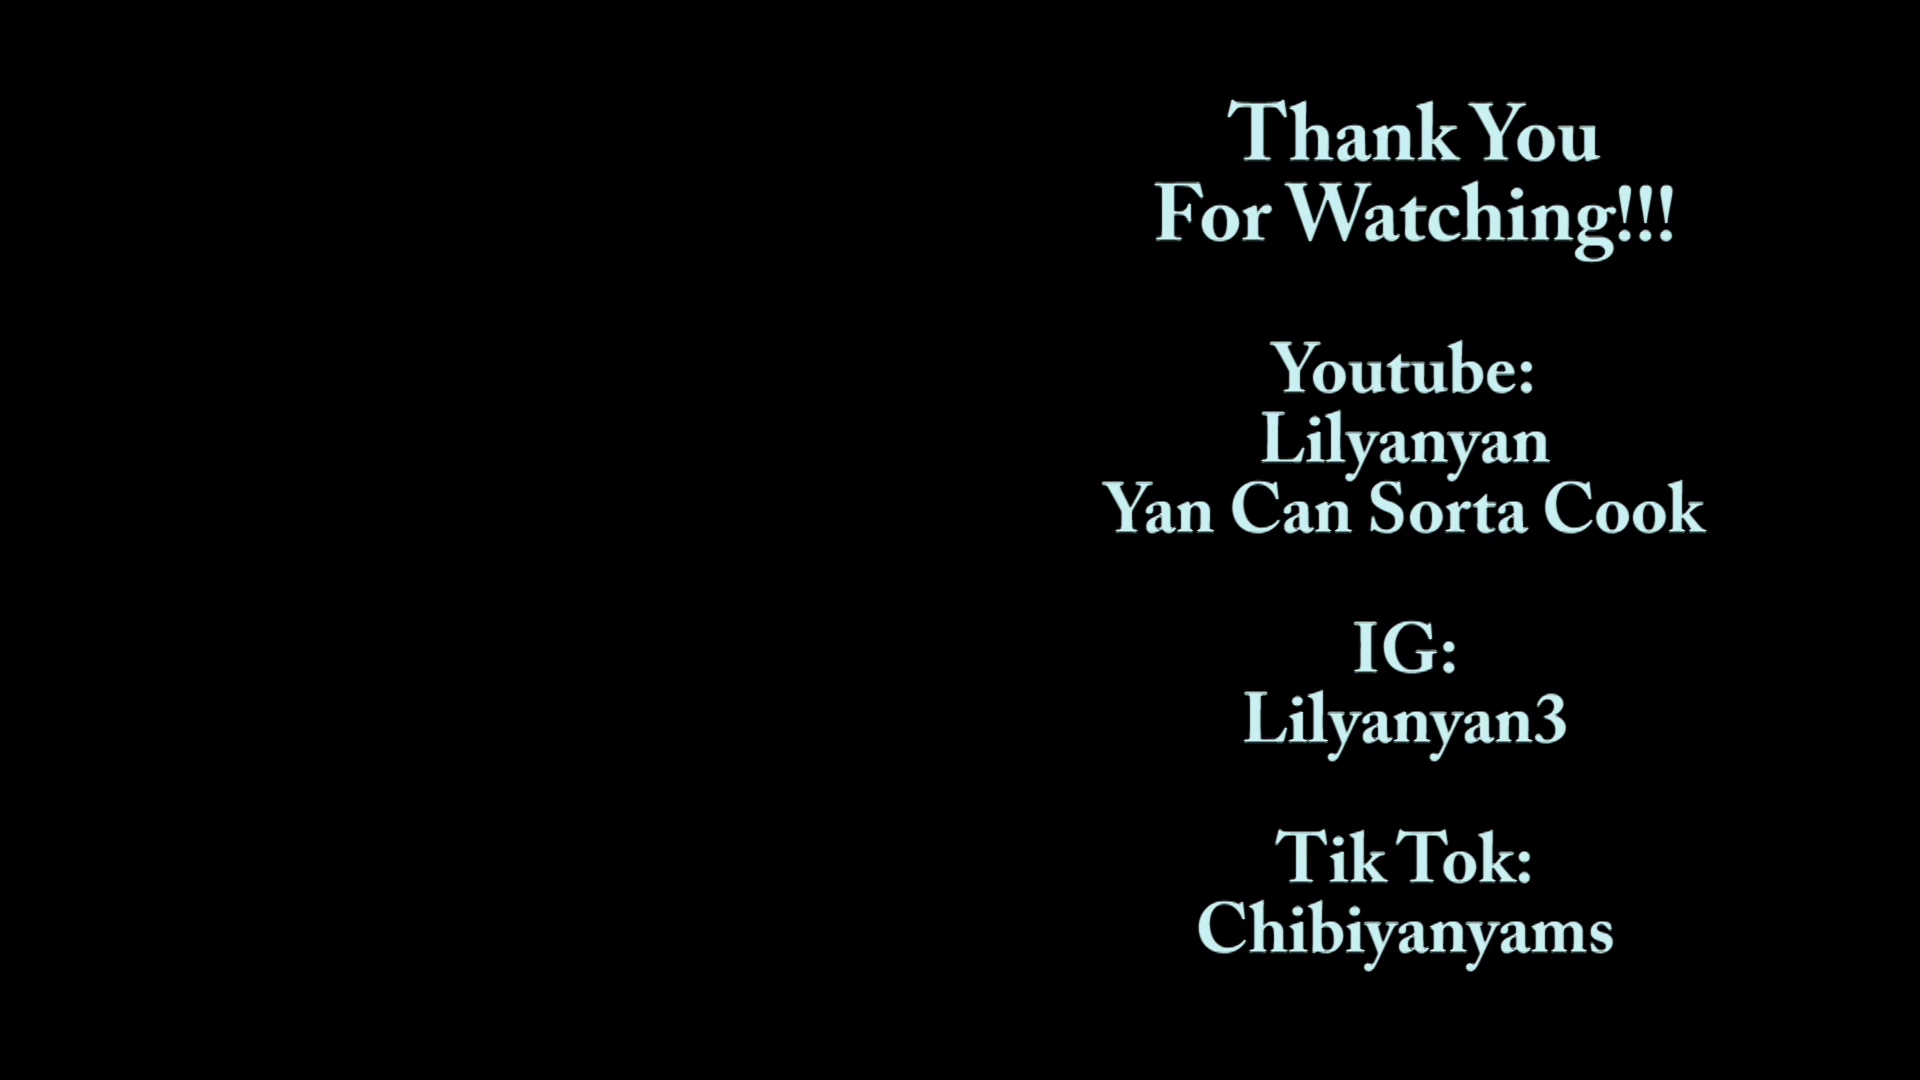 Thank You
For Watching!!!
Youtube:
Lilyanyan
Yan Can Sorta Cook
IG:
Lilyanyan3
Tik Tok:
Chibiyanyams